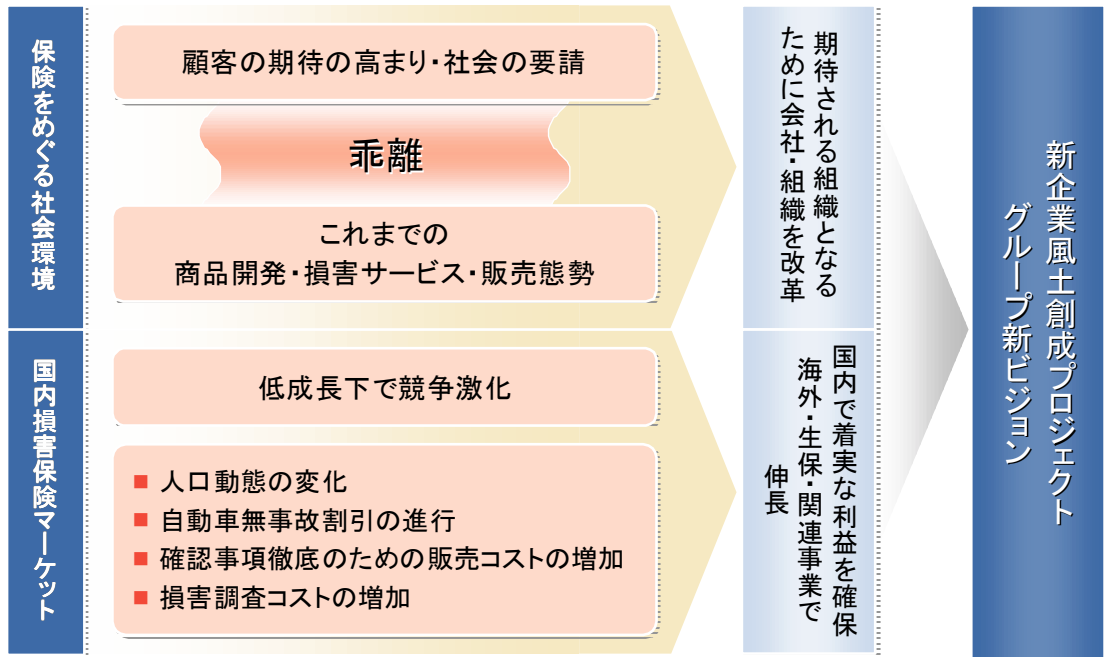 保険をめぐる社会環境
顧客の期待の高まり・社会の要請
乖離
これまでの
商品開発・損害サービス・販売態勢
期待される組織となる
ために会社・組織を改革
国内損害保険マーケット
低成長下で競争激化
■ 人口動態の変化
■ 自動車無事故割引の進行
■ 確認事項徹底のための販売コストの増加
■ 損害調査コストの増加
国内で着実な利益を確保
海外・生保・関連事業で
伸長
新企業風土創成プロジェクト
グループ新ビジョン